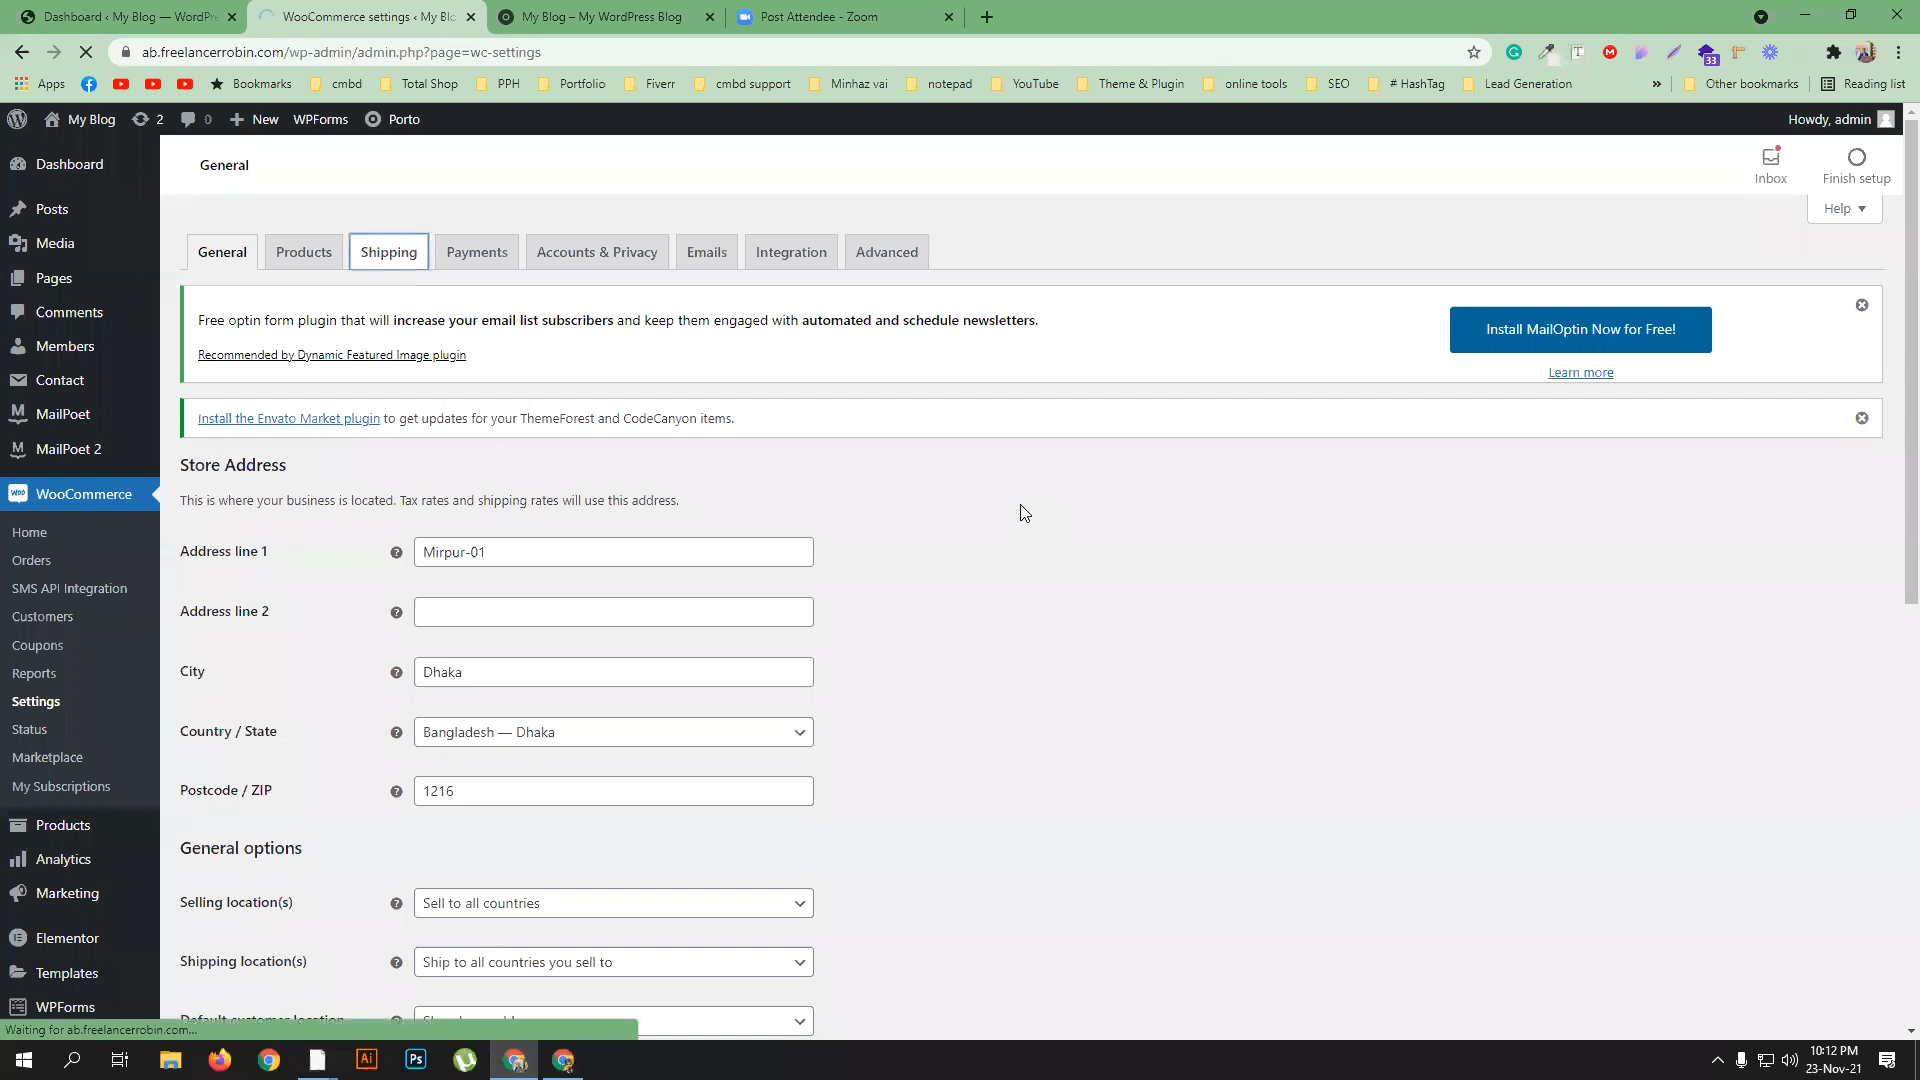 Dashboard ‹ My Blog — WordPre
WooCommerce settings ‹ My Blo
My Blog – My WordPress Blog
Post Attendee - Zoom
ab.freelancerrobin.com/wp-admin/admin.php?page=wc-settings
33
Apps
Bookmarks
cmbd
Total Shop
PPH
Portfolio
Fiverr
cmbd support
Minhaz vai
notepad
YouTube
Theme & Plugin
online tools
SEO
# HashTag
Lead Generation
»
Other bookmarks
Reading list
My Blog
2
0
New
WPForms
Porto
Howdy, admin
Dashboard
Posts
Media
Pages
Comments
Members
Contact
MailPoet
MailPoet 2
WooCommerce
Home
Orders
SMS API Integration
Customers
Coupons
Reports
Settings
Status
Marketplace
My Subscriptions
Products
Analytics
Marketing
Elementor
Templates
WPForms
General
Inbox
Finish setup
Help
General
Products
Shipping
Payments
Accounts & Privacy
Emails
Integration
Advanced
Free optin form plugin that will increase your email list subscribers and keep them engaged with automated and schedule newsletters.
Recommended by Dynamic Featured Image plugin
Install MailOptin Now for Free!
Learn more
Install the Envato Market plugin to get updates for your ThemeForest and CodeCanyon items.
Store Address
This is where your business is located. Tax rates and shipping rates will use this address.
Address line 1
Mirpur-01
Address line 2
City
Dhaka
Country / State
Bangladesh — Dhaka
Postcode / ZIP
1216
General options
Selling location(s)
Sell to all countries
Shipping location(s)
Ship to all countries you sell to
Default customer location
Waiting for ab.freelancerrobin.com...
Ai
Ps
10:12 PM
23-Nov-21